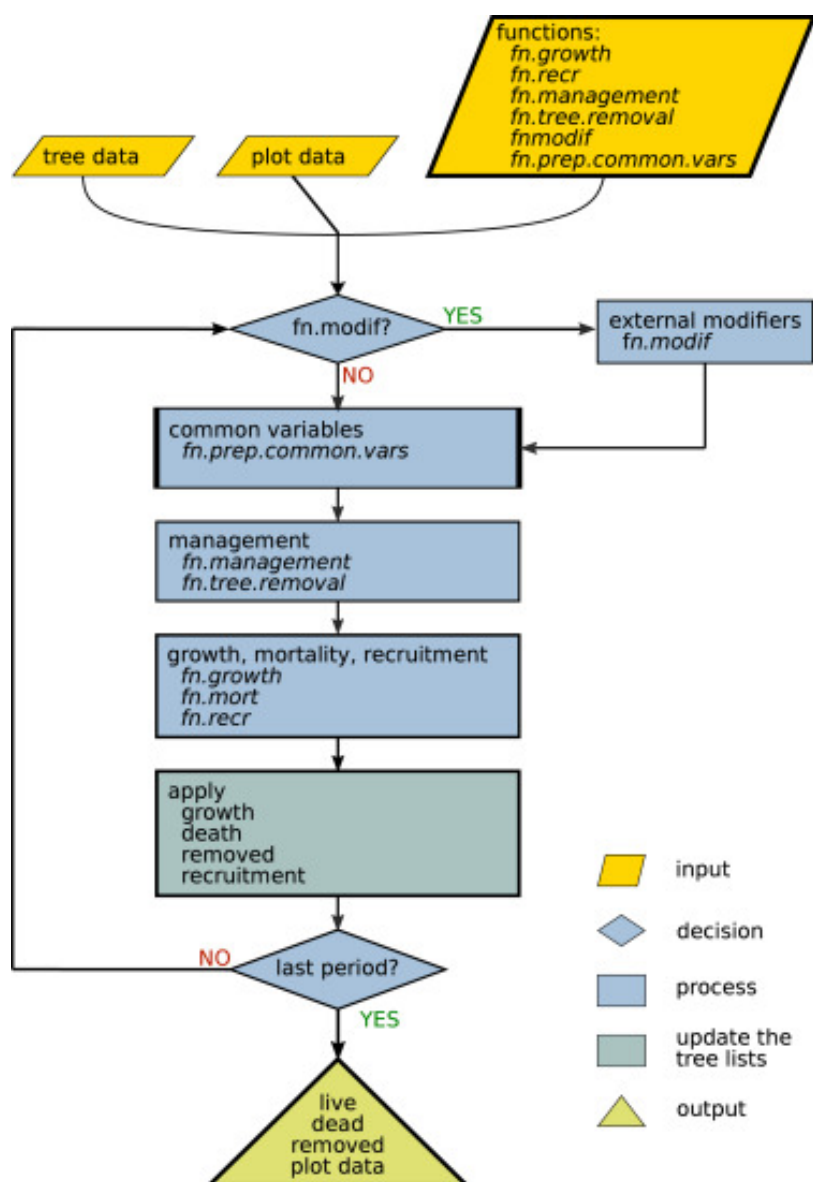 functions:
fn.growth
fn.recr
fn.management
fn.tree.removal
fnmodif
fn.prep.common.vars
tree data
plot data
fn.modif?
YES
external modifiers
fn.modif
NO
common variables
fn.prep.common.vars
management
fn.management
fn.tree.removal
growth, mortality, recruitment
fn.growth
fn.mort
fn.recr
apply
growth
death
removed
recruitment
NO
last period?
YES
live
dead
removed
plot data
input
decision
process
update the
tree lists
output